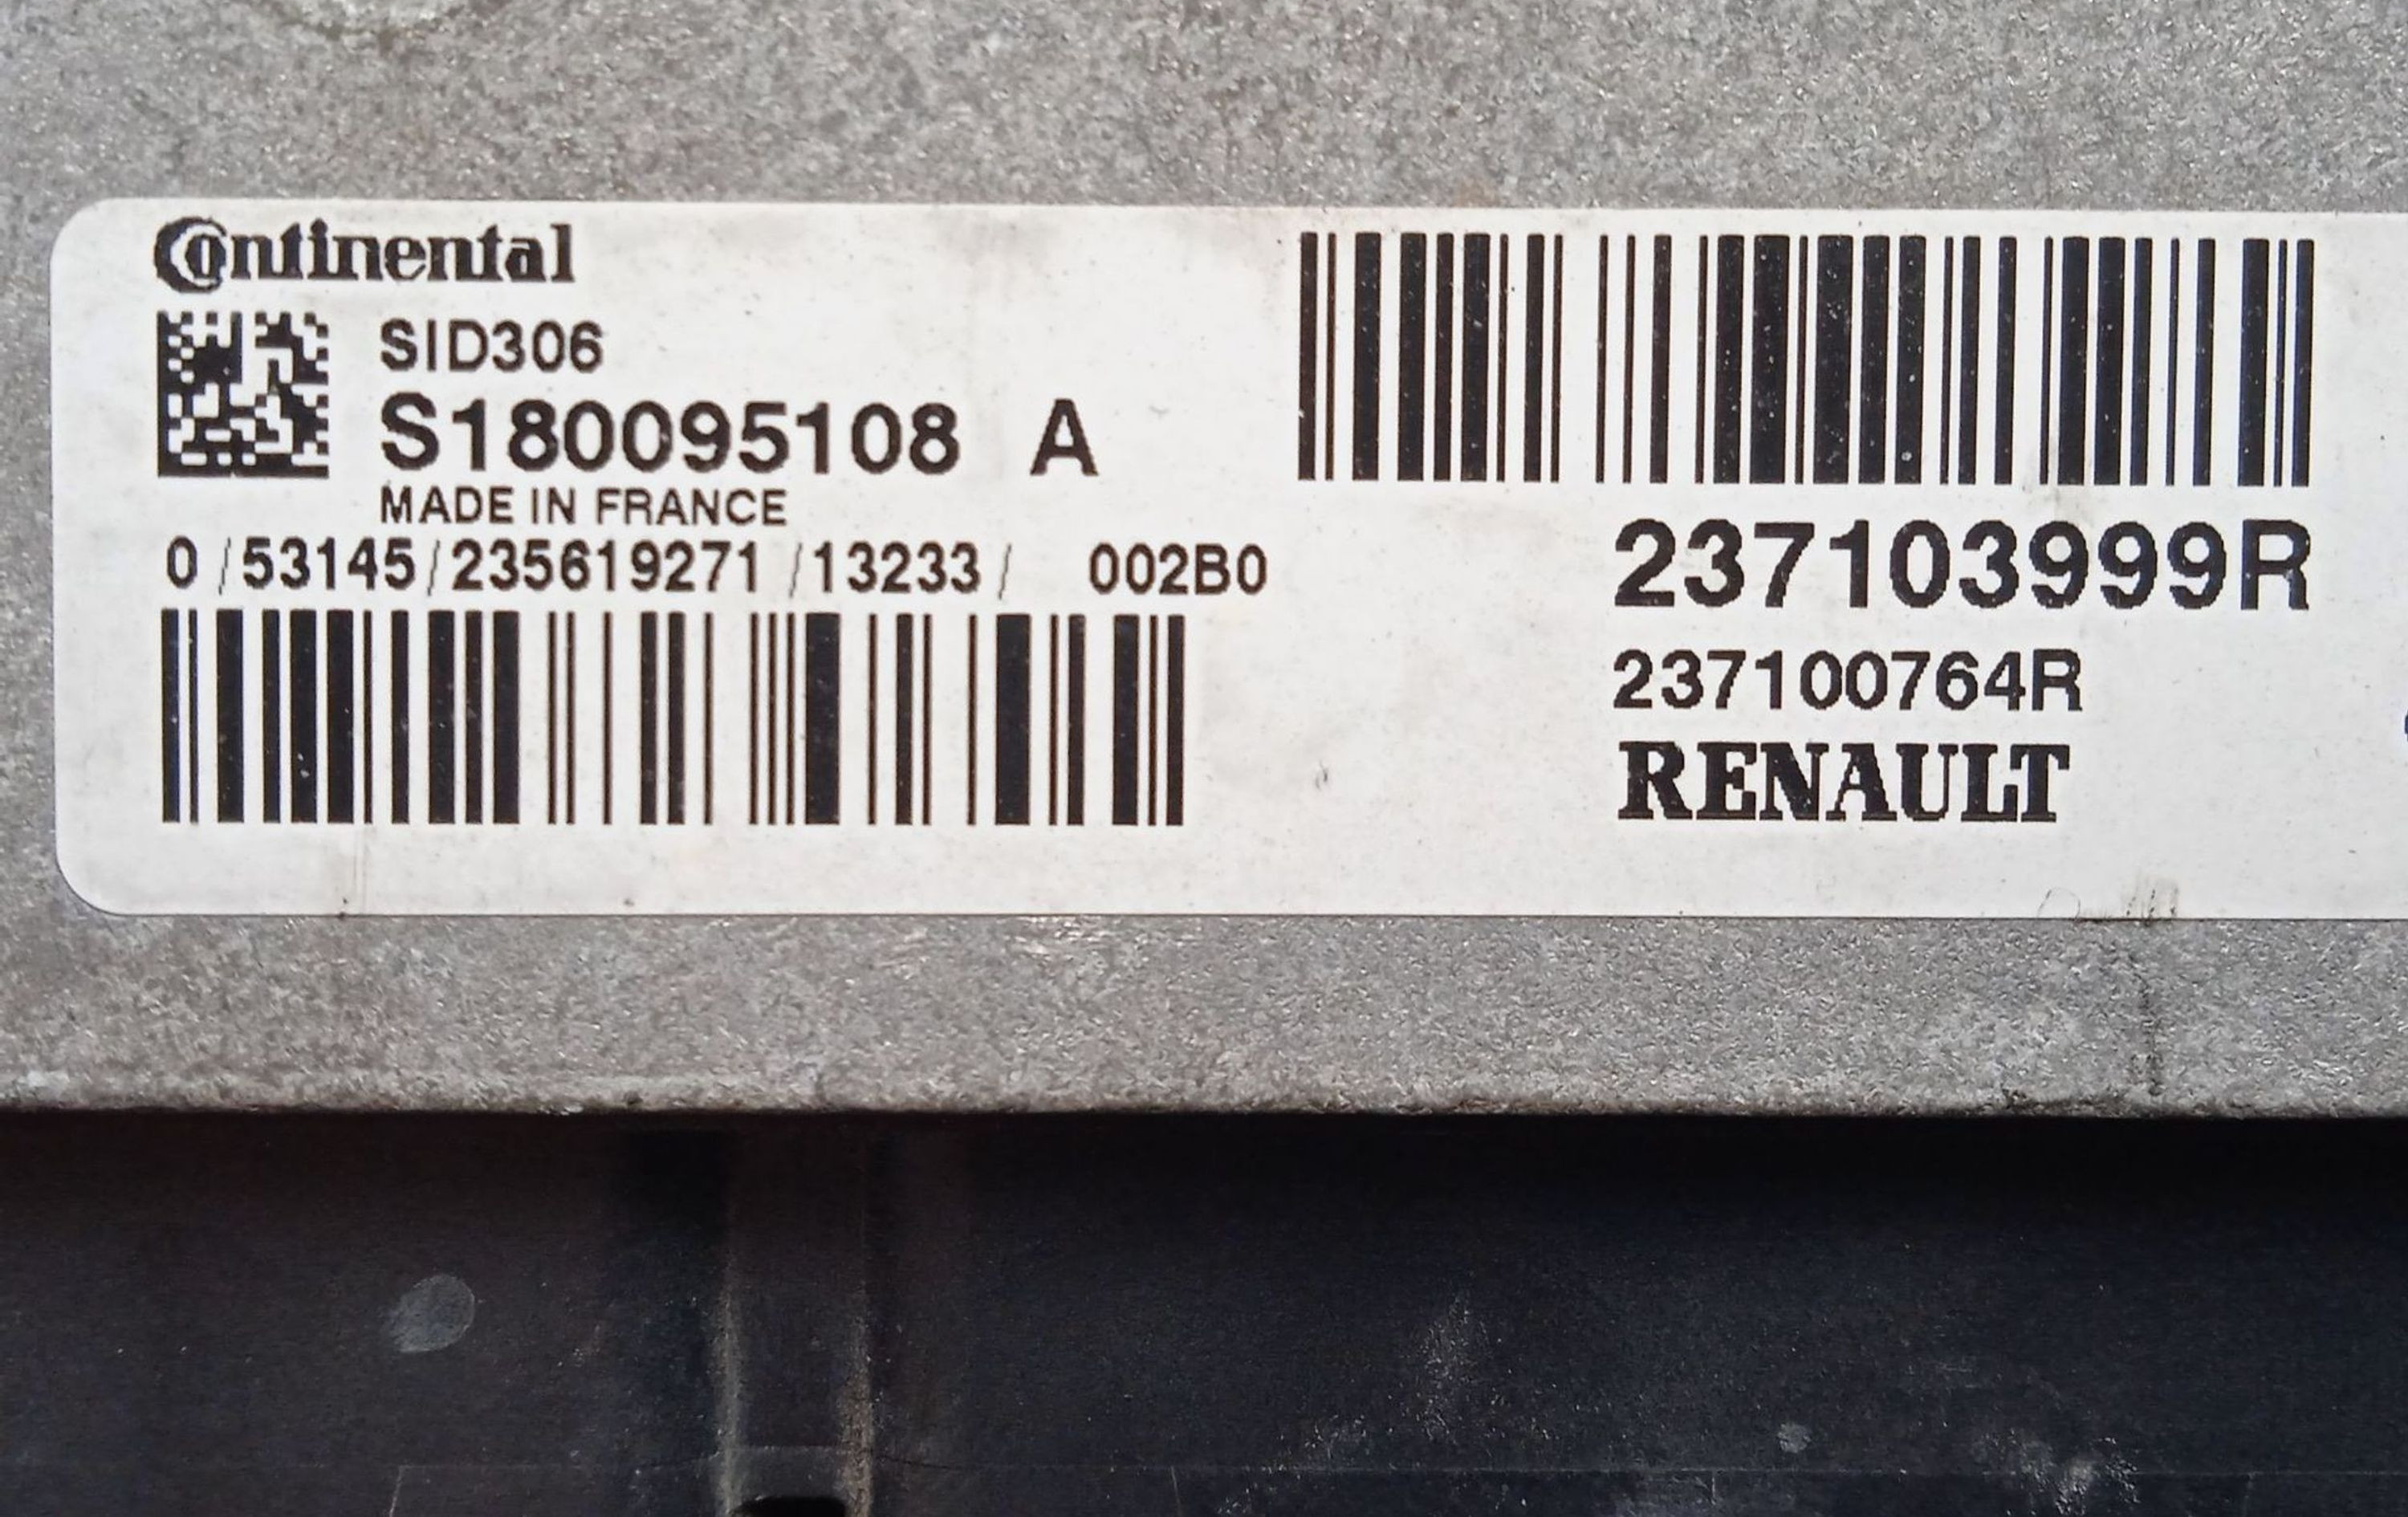 Continental
SID306
S180095108 A
MADE IN FRANCE
0/53145/235619271/13233/ 002B0
237103999R
237100764R
RENAULT